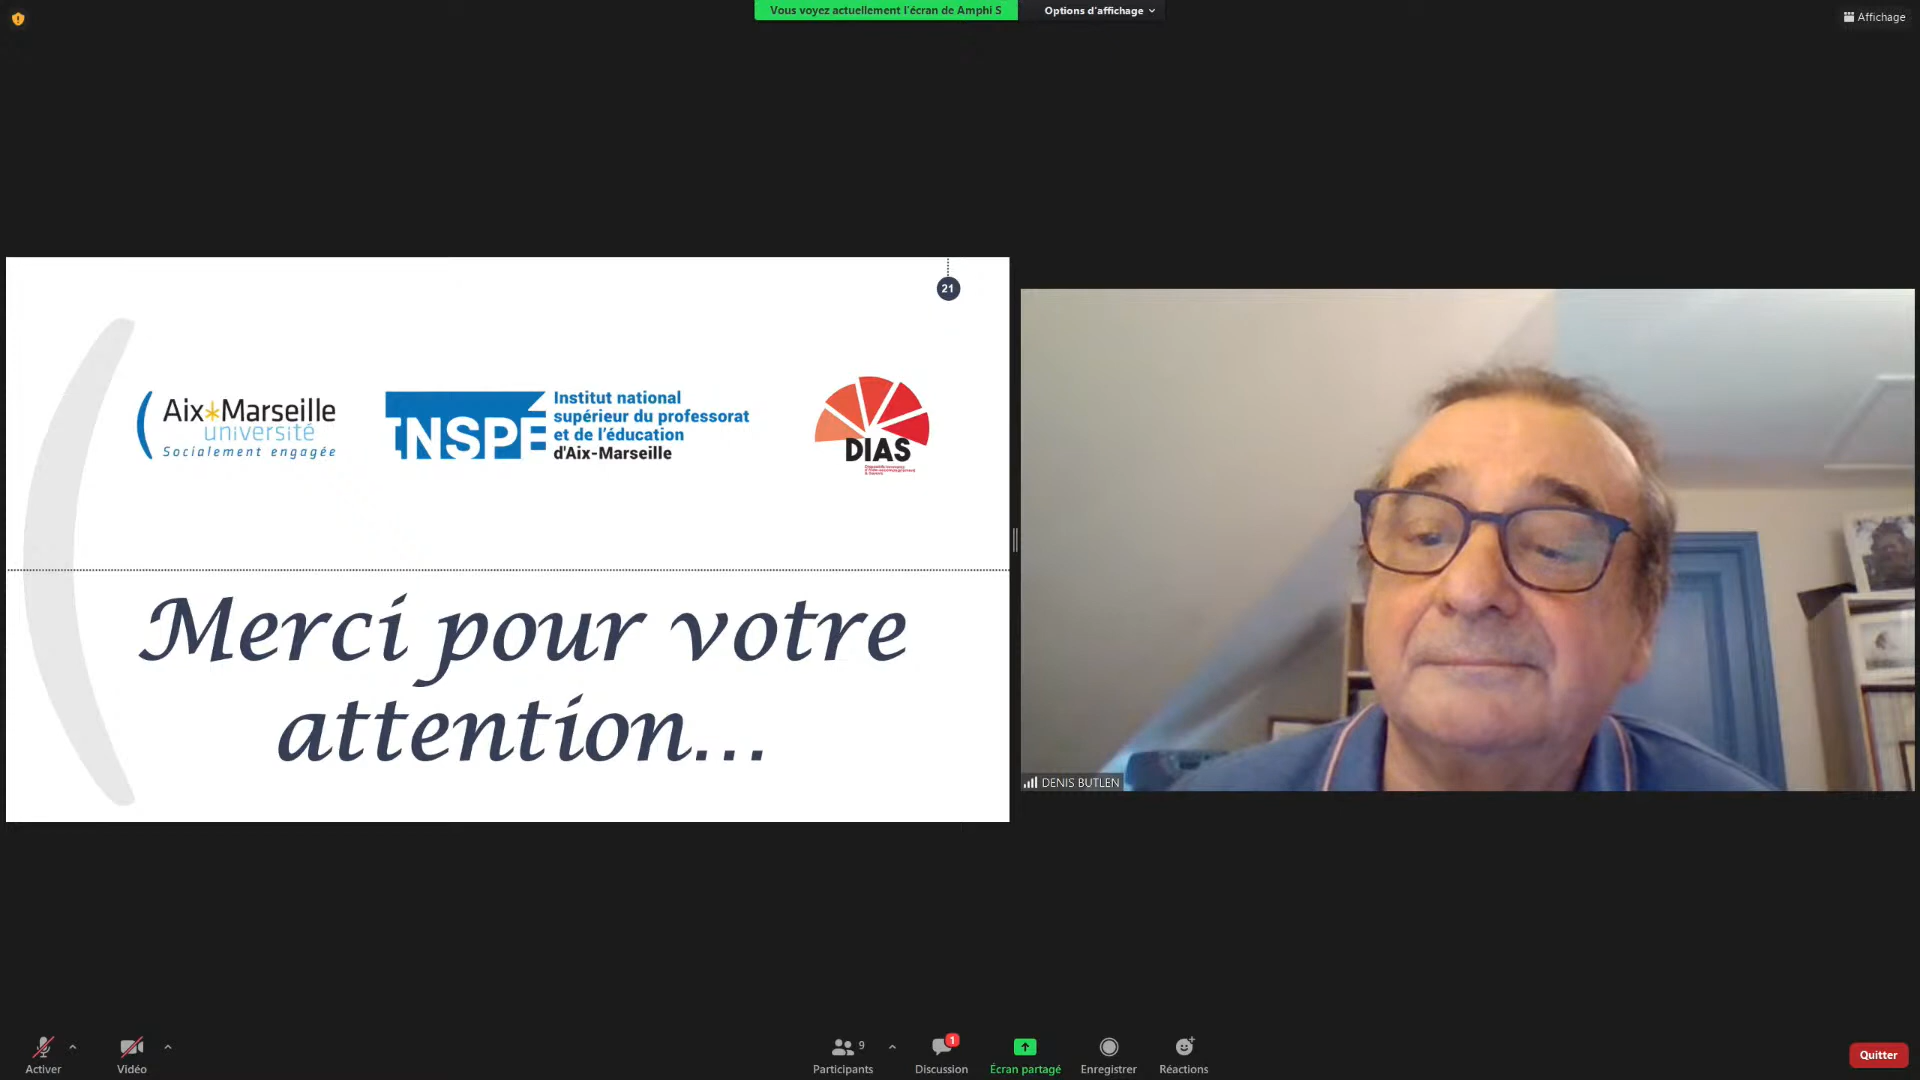 Vous voyez actuellement l'écran de Amphi S
Options d'affichage
Affichage
21
Aix*Marseille
université
Socialement engagée
INSPÉ
Institut national
supérieur du professorat
et de l'éducation
d'Aix-Marseille
DIAS
Merci pour votre
attention...
DENIS BUTLEN
Activer
Vidéo
9
Participants
1
Discussion
Écran partagé
Enregistrer
Réactions
Quitter